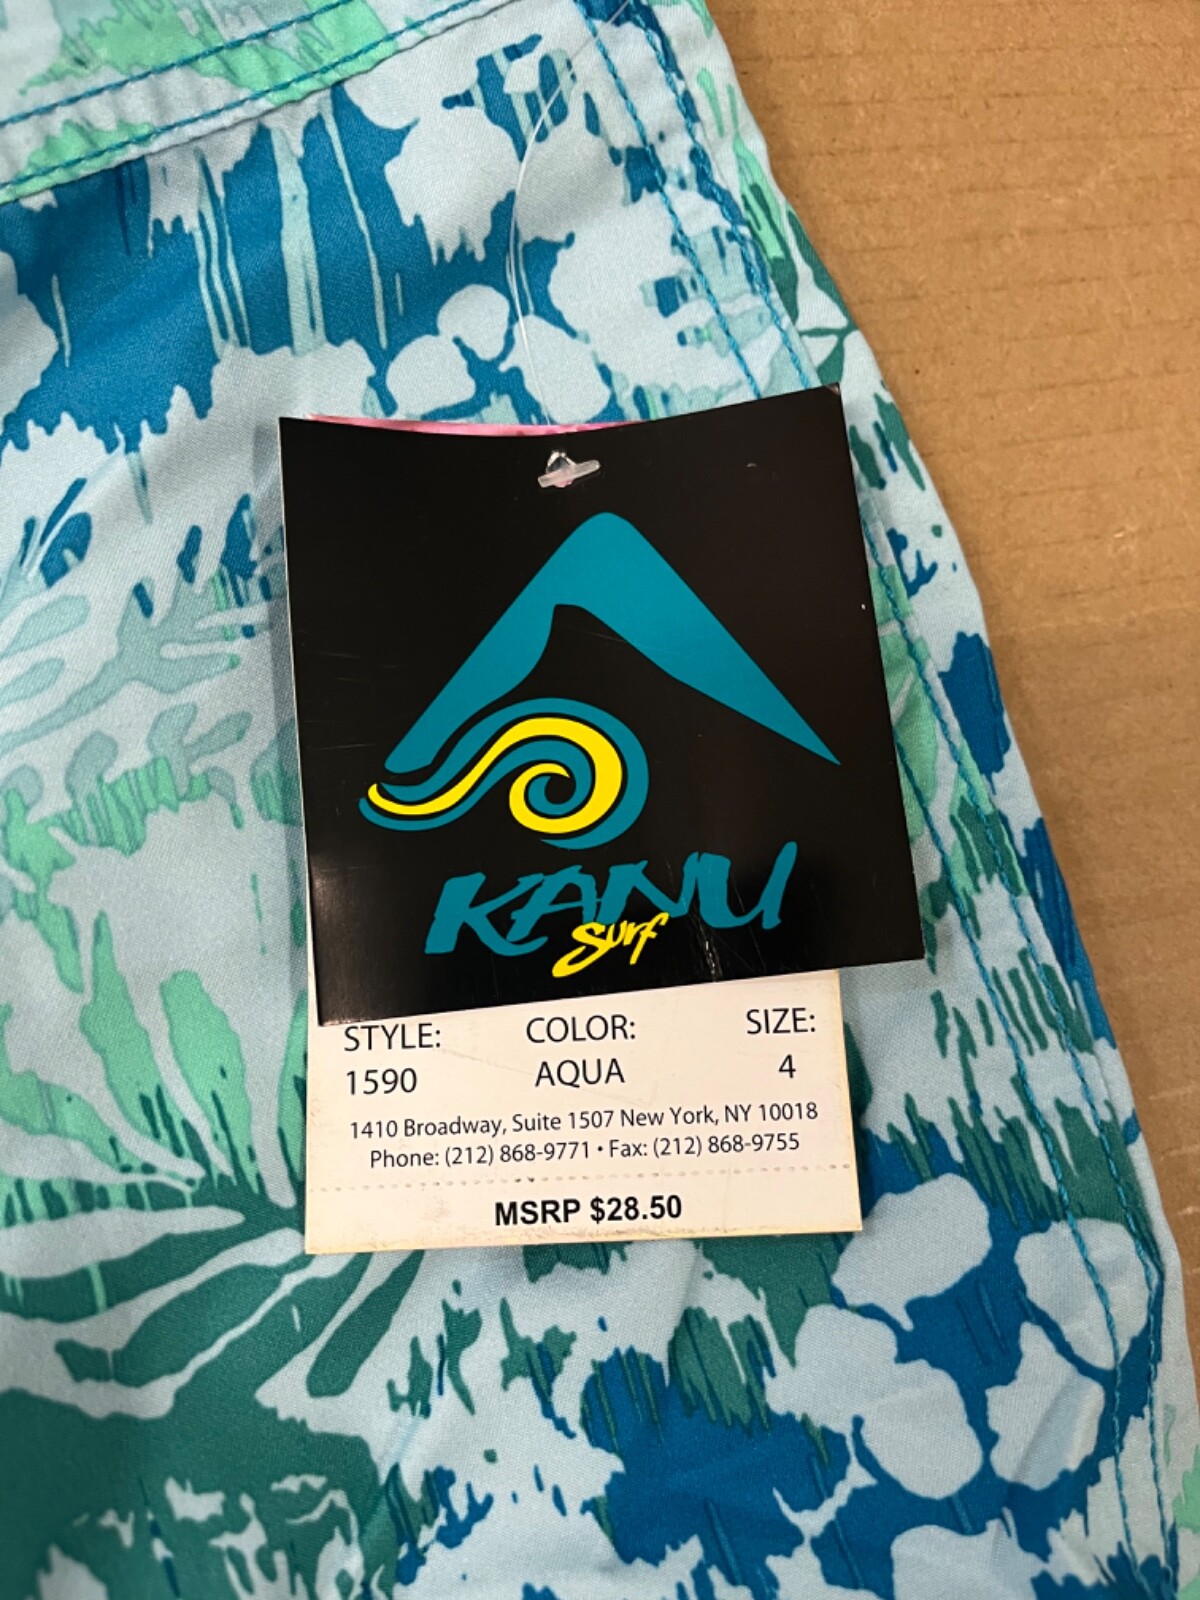 KANU
Surf
STYLE: COLOR: SIZE:
1590 AQUA 4
1410 Broadway, Suite 1507 New York, NY 10018
Phone: (212) 868-9771 • Fax: (212) 868-9755
MSRP $28.50